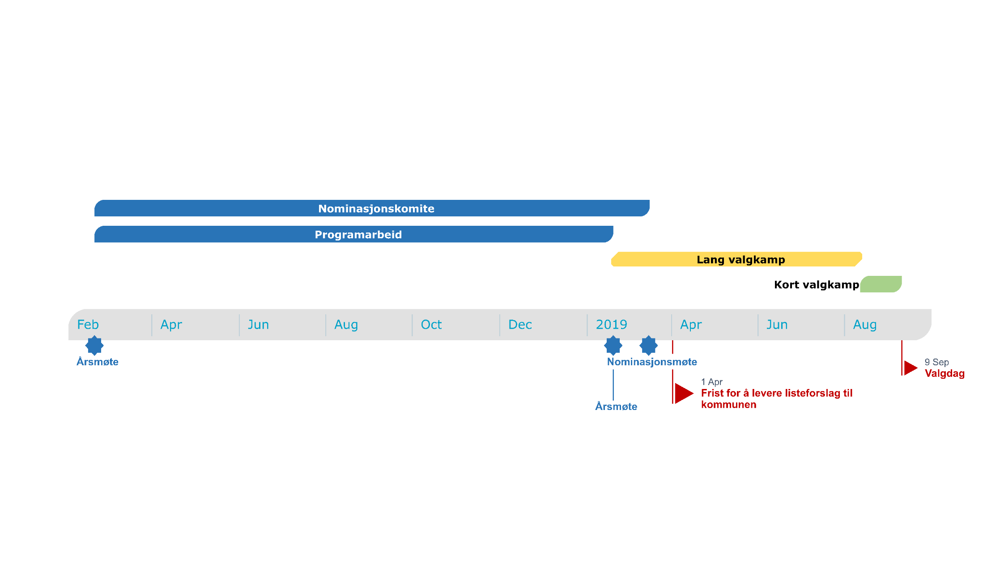 Nominasjonskomite
Programarbeid
Lang valgkamp
Kort valgkamp
Feb Apr Jun Aug Oct Dec 2019 Apr Jun Aug
Årsmøte
Nominasjonsmøte
9 Sep
Valgdag
1 Apr
Frist for å levere listeforslag til
kommunen
Årsmøte